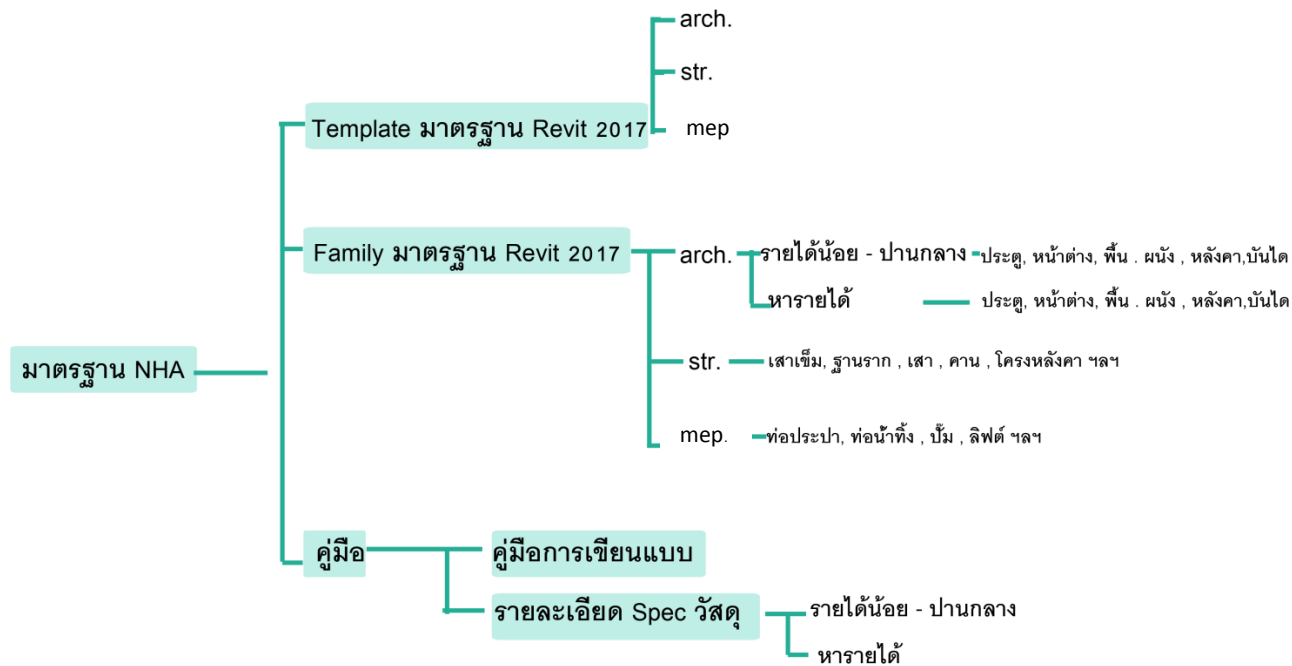 arch.
str.
Template มาตรฐาน Revit 2017
mep
Family มาตรฐาน Revit 2017
arch.
รายได้น้อย - ปานกลาง
ประตู, หน้าต่าง, พื้น . ผนัง , หลังคา,บันได
หารายได้
ประตู, หน้าต่าง, พื้น . ผนัง , หลังคา,บันได
มาตรฐาน NHA
str.
เสาเข็ม, ฐานราก , เสา , คาน , โครงหลังคา ฯลฯ
mep.
ท่อประปา, ท่อน้ำทิ้ง , ปั๊ม , ลิฟต์ ฯลฯ
คู่มือ
คู่มือการเขียนแบบ
รายละเอียด Spec วัสดุ
รายได้น้อย - ปานกลาง
หารายได้